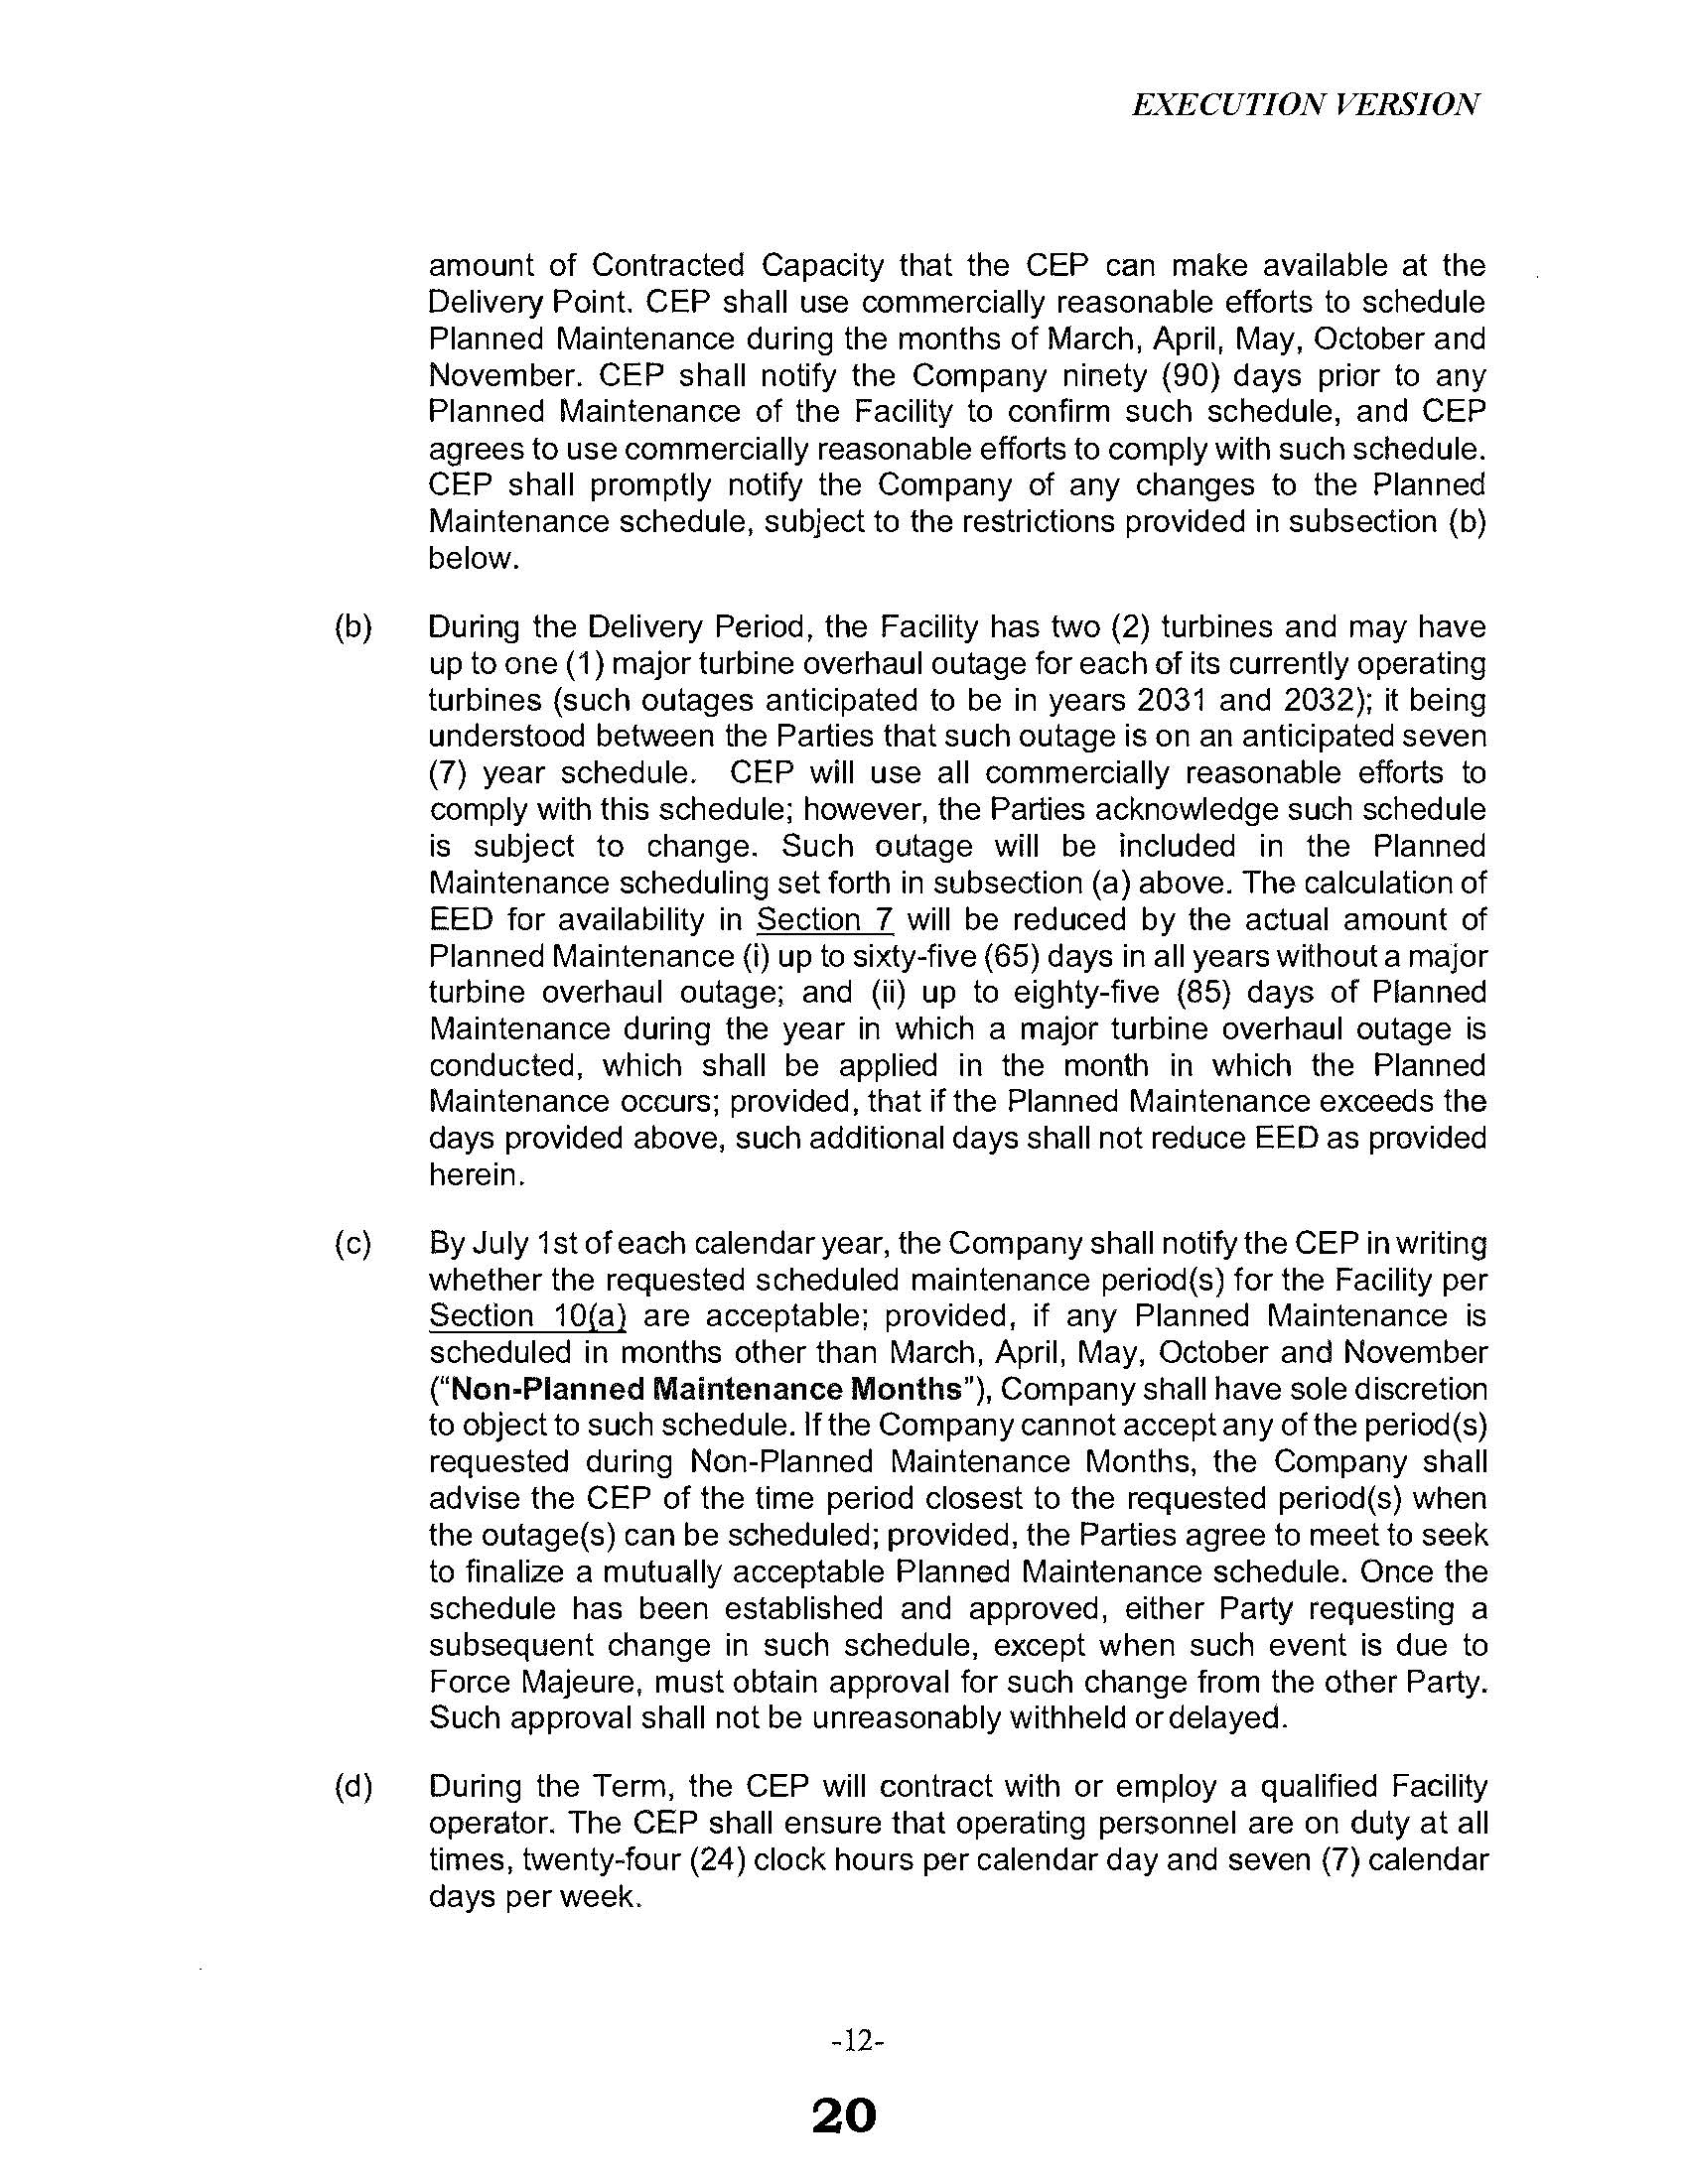 EXECUTION VERSION
amount of Contracted Capacity that the CEP can make available at the
Delivery Point. CEP shall use commercially reasonable efforts to schedule
Planned Maintenance during the months of March, April, May, October and
November. CEP shall notify the Company ninety (90) days prior to any
Planned Maintenance of the Facility to confirm such schedule, and CEP
agrees to use commercially reasonable efforts to comply with such schedule.
CEP shall promptly notify the Company of any changes to the Planned
Maintenance schedule, subject to the restrictions provided in subsection (b)
below.
(b) During the Delivery Period, the Facility has two (2) turbines and may have
up to one (1) major turbine overhaul outage for each of its currently operating
turbines (such outages anticipated to be in years 2031 and 2032); it being
understood between the Parties that such outage is on an anticipated seven
(7) year schedule. CEP will use all commercially reasonable efforts to
comply with this schedule; however, the Parties acknowledge such schedule
is subject to change. Such outage will be included in the Planned
Maintenance scheduling set forth in subsection (a) above. The calculation of
EED for availability in Section 7 will be reduced by the actual amount of
Planned Maintenance (i) up to sixty-five (65) days in all years without a major
turbine overhaul outage; and (ii) up to eighty-five (85) days of Planned
Maintenance during the year in which a major turbine overhaul outage is
conducted, which shall be applied in the month in which the Planned
Maintenance occurs; provided, that if the Planned Maintenance exceeds the
days provided above, such additional days shall not reduce EED as provided
herein.
(c) By July 1st of each calendar year, the Company shall notify the CEP in writing
whether the requested scheduled maintenance period(s) for the Facility per
Section 10(a) are acceptable; provided, if any Planned Maintenance is
scheduled in months other than March, April, May, October and November
("Non-Planned Maintenance Months"), Company shall have sole discretion
to object to such schedule. If the Company cannot accept any of the period(s)
requested during Non-Planned Maintenance Months, the Company shall
advise the CEP of the time period closest to the requested period(s) when
the outage(s) can be scheduled; provided, the Parties agree to meet to seek
to finalize a mutually acceptable Planned Maintenance schedule. Once the
schedule has been established and approved, either Party requesting a
subsequent change in such schedule, except when such event is due to
Force Majeure, must obtain approval for such change from the other Party.
Such approval shall not be unreasonably withheld or delayed.
(d) During the Term, the CEP will contract with or employ a qualified Facility
operator. The CEP shall ensure that operating personnel are on duty at all
times, twenty-four (24) clock hours per calendar day and seven (7) calendar
days per week.
-12-
20